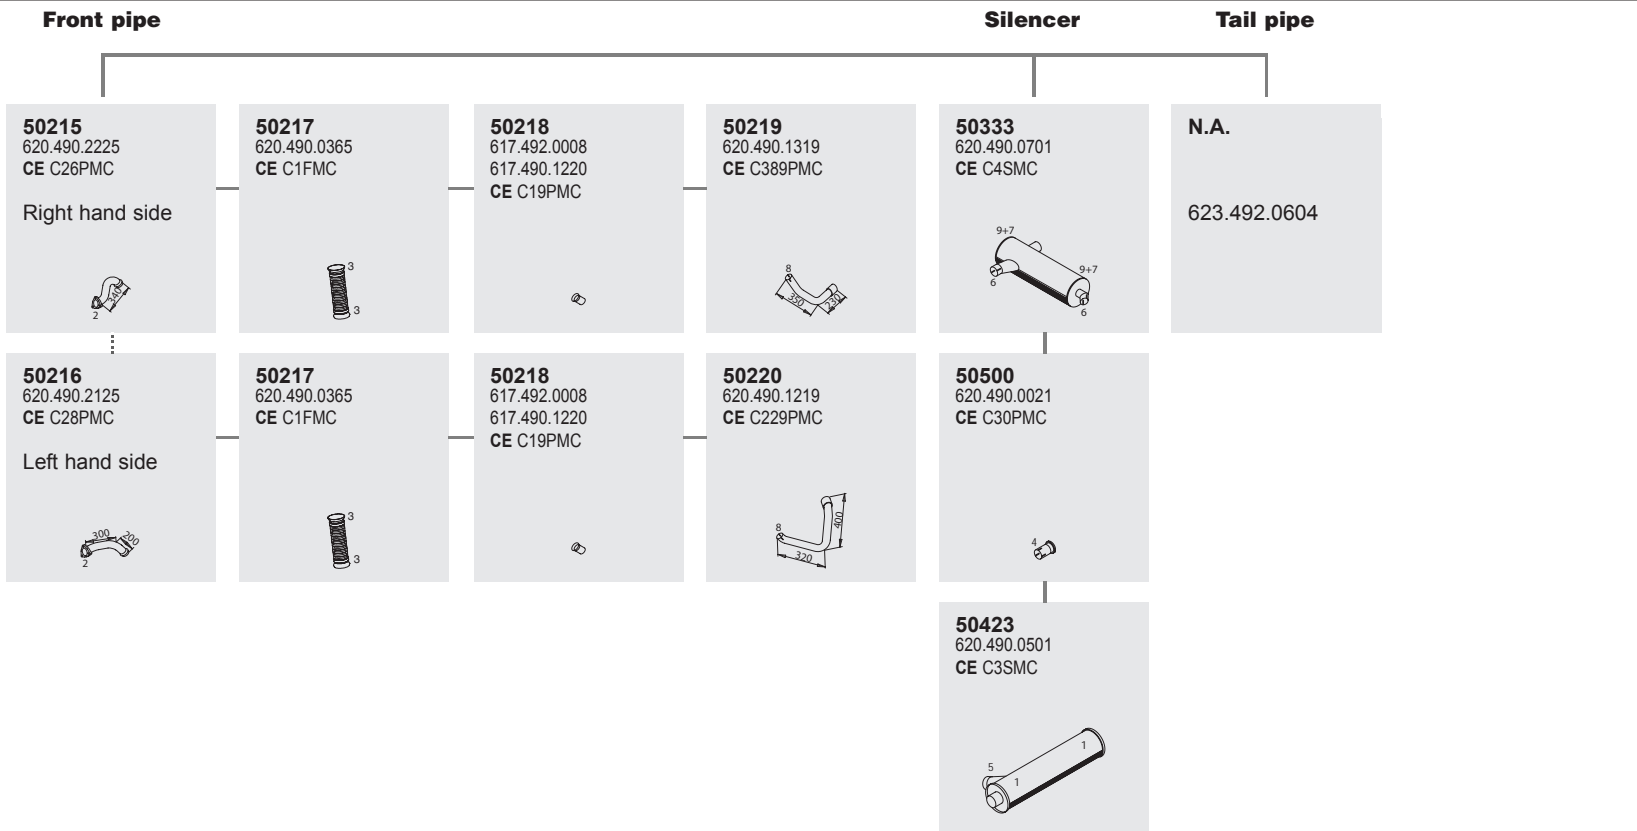 Front pipe
Silencer
Tail pipe
50215
620.490.2225
CE C26PMC
Right hand side
340
2
50217
620.490.0365
CE C1FMC
3
3
50218
617.492.0008
617.490.1220
CE C19PMC
50219
620.490.1319
CE C389PMC
8
350
230
50333
620.490.0701
CE C4SMC
9+7
9+7
6
6
N.A.
623.492.0604
50216
620.490.2125
CE C28PMC
Left hand side
300
200
2
50217
620.490.0365
CE C1FMC
3
3
50218
617.492.0008
617.490.1220
CE C19PMC
50220
620.490.1219
CE C229PMC
8
400
320
50500
620.490.0021
CE C30PMC
4
50423
620.490.0501
CE C3SMC
1
5
1